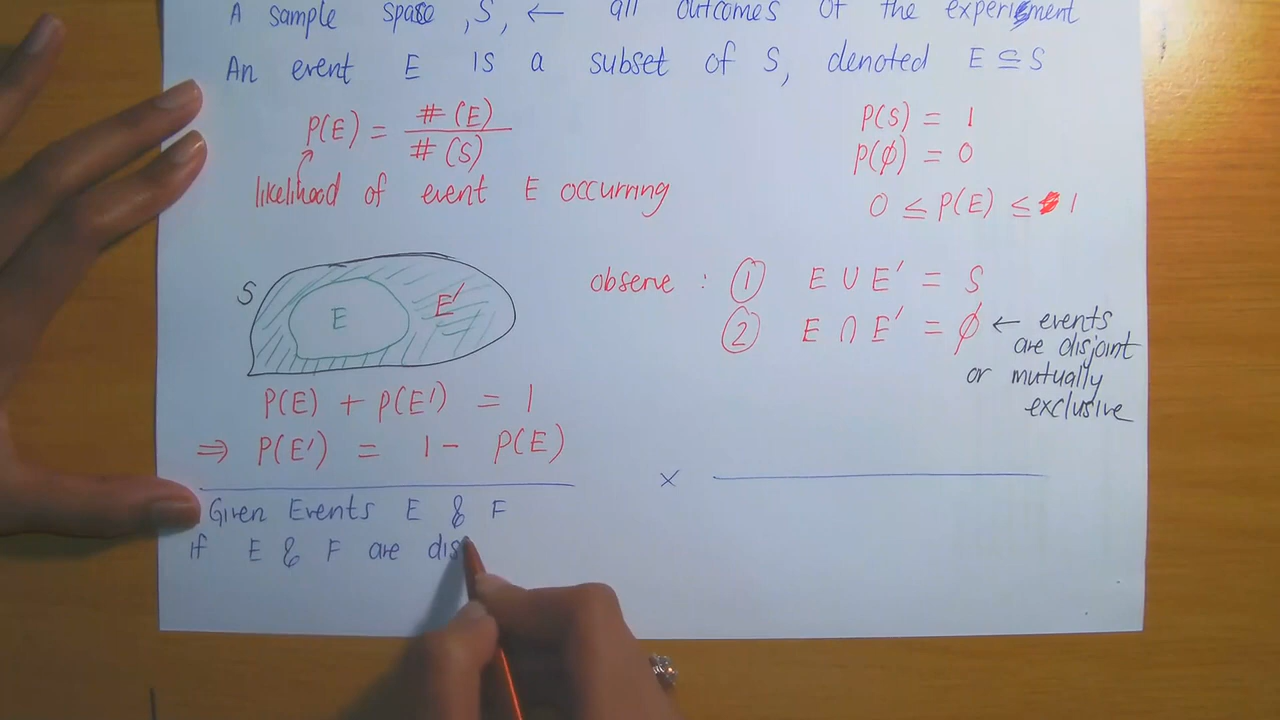 A sample space, S, ← all outcomes of the experiment
An event E is a subset of S, denoted E ⊆ S
P(E) = #(E) / #(S)
likelihood of event E occurring
P(S) = 1
P(∅) = 0
0 ≤ P(E) ≤ 1
S
E
E′
observe : ① E ∪ E′ = S
② E ∩ E′ = ∅ ← events
are disjoint
or mutually
exclusive
P(E) + P(E′) = 1
⇒ P(E′) = 1 - P(E)
×
Given Events E & F
if E & F are dis